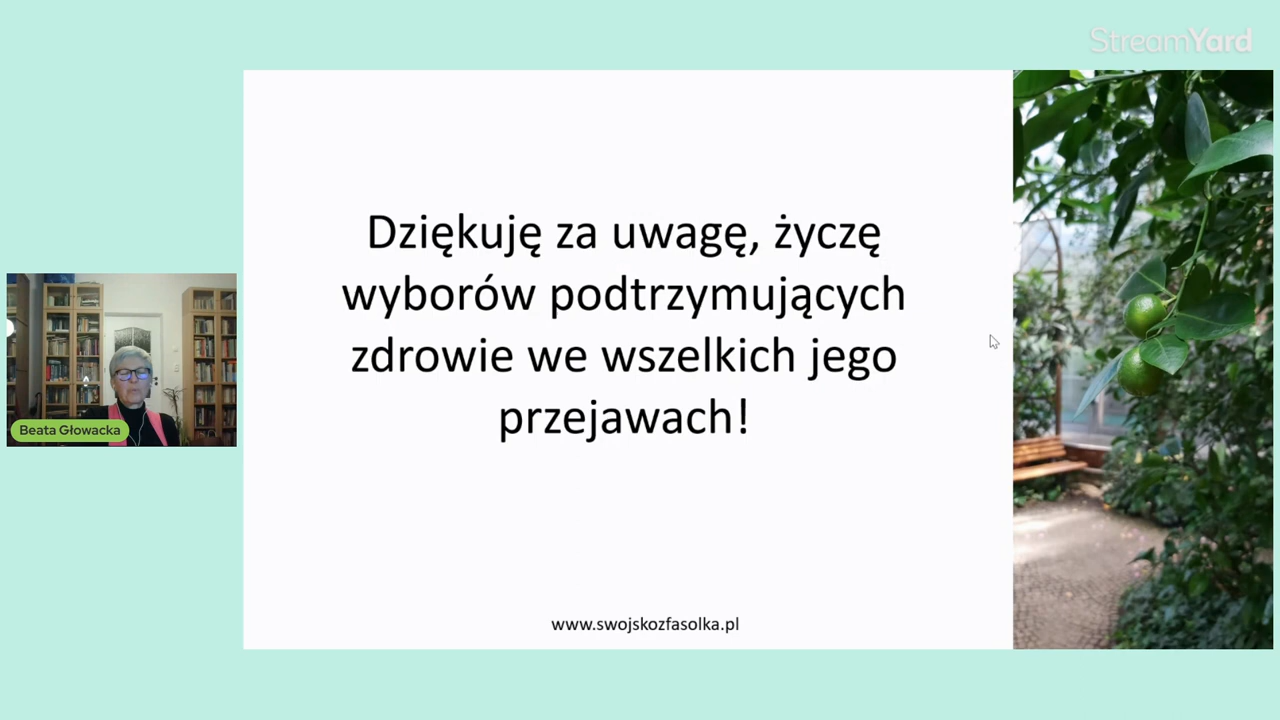 StreamYard
Dziękuję za uwagę, życzę
wyborów podtrzymujących
zdrowie we wszelkich jego
przejawach!
Beata Głowacka
www.swojskozfasolka.pl